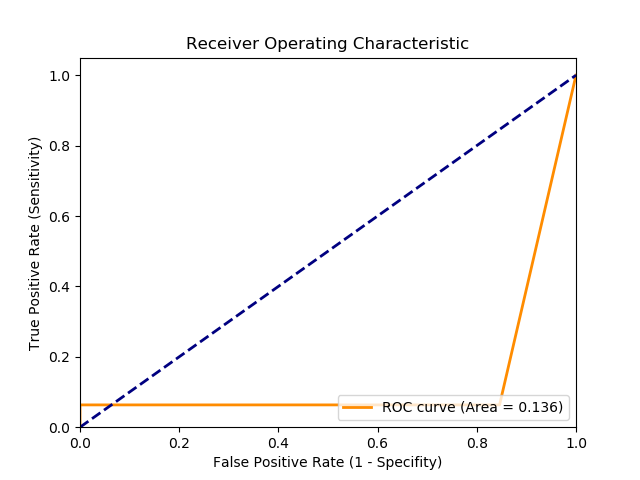 Receiver Operating Characteristic
True Positive Rate (Sensitivity)
1.0
0.8
0.6
0.4
0.2
0.0
ROC curve (Area = 0.136)
0.0 0.2 0.4 0.6 0.8 1.0
False Positive Rate (1 - Specifity)